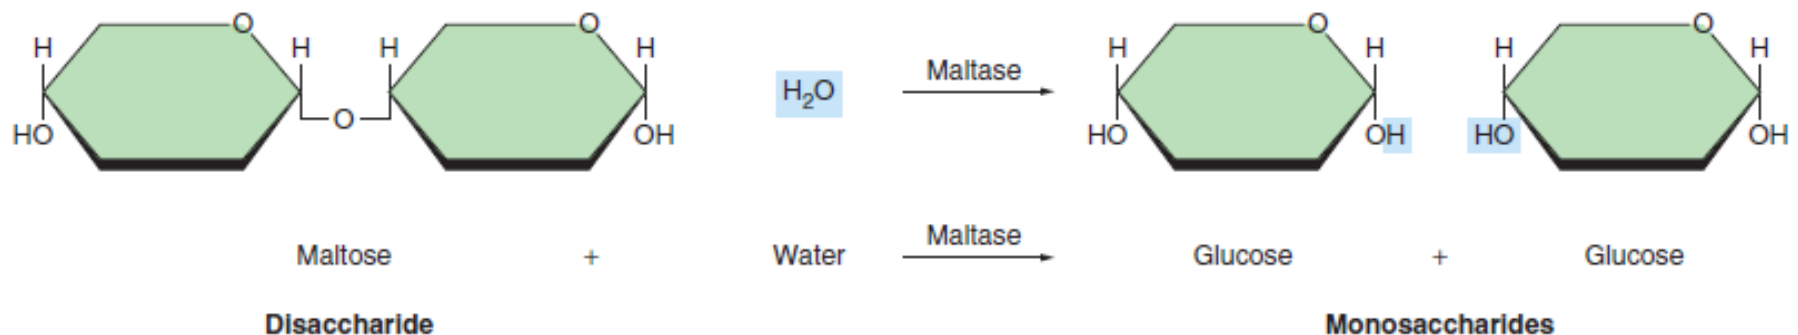 O O O O
H H H H H H H H
H₂O Maltase
HO O OH HO OH HO OH
Maltase
Maltose + Water Glucose + Glucose
Disaccharide Monosaccharides